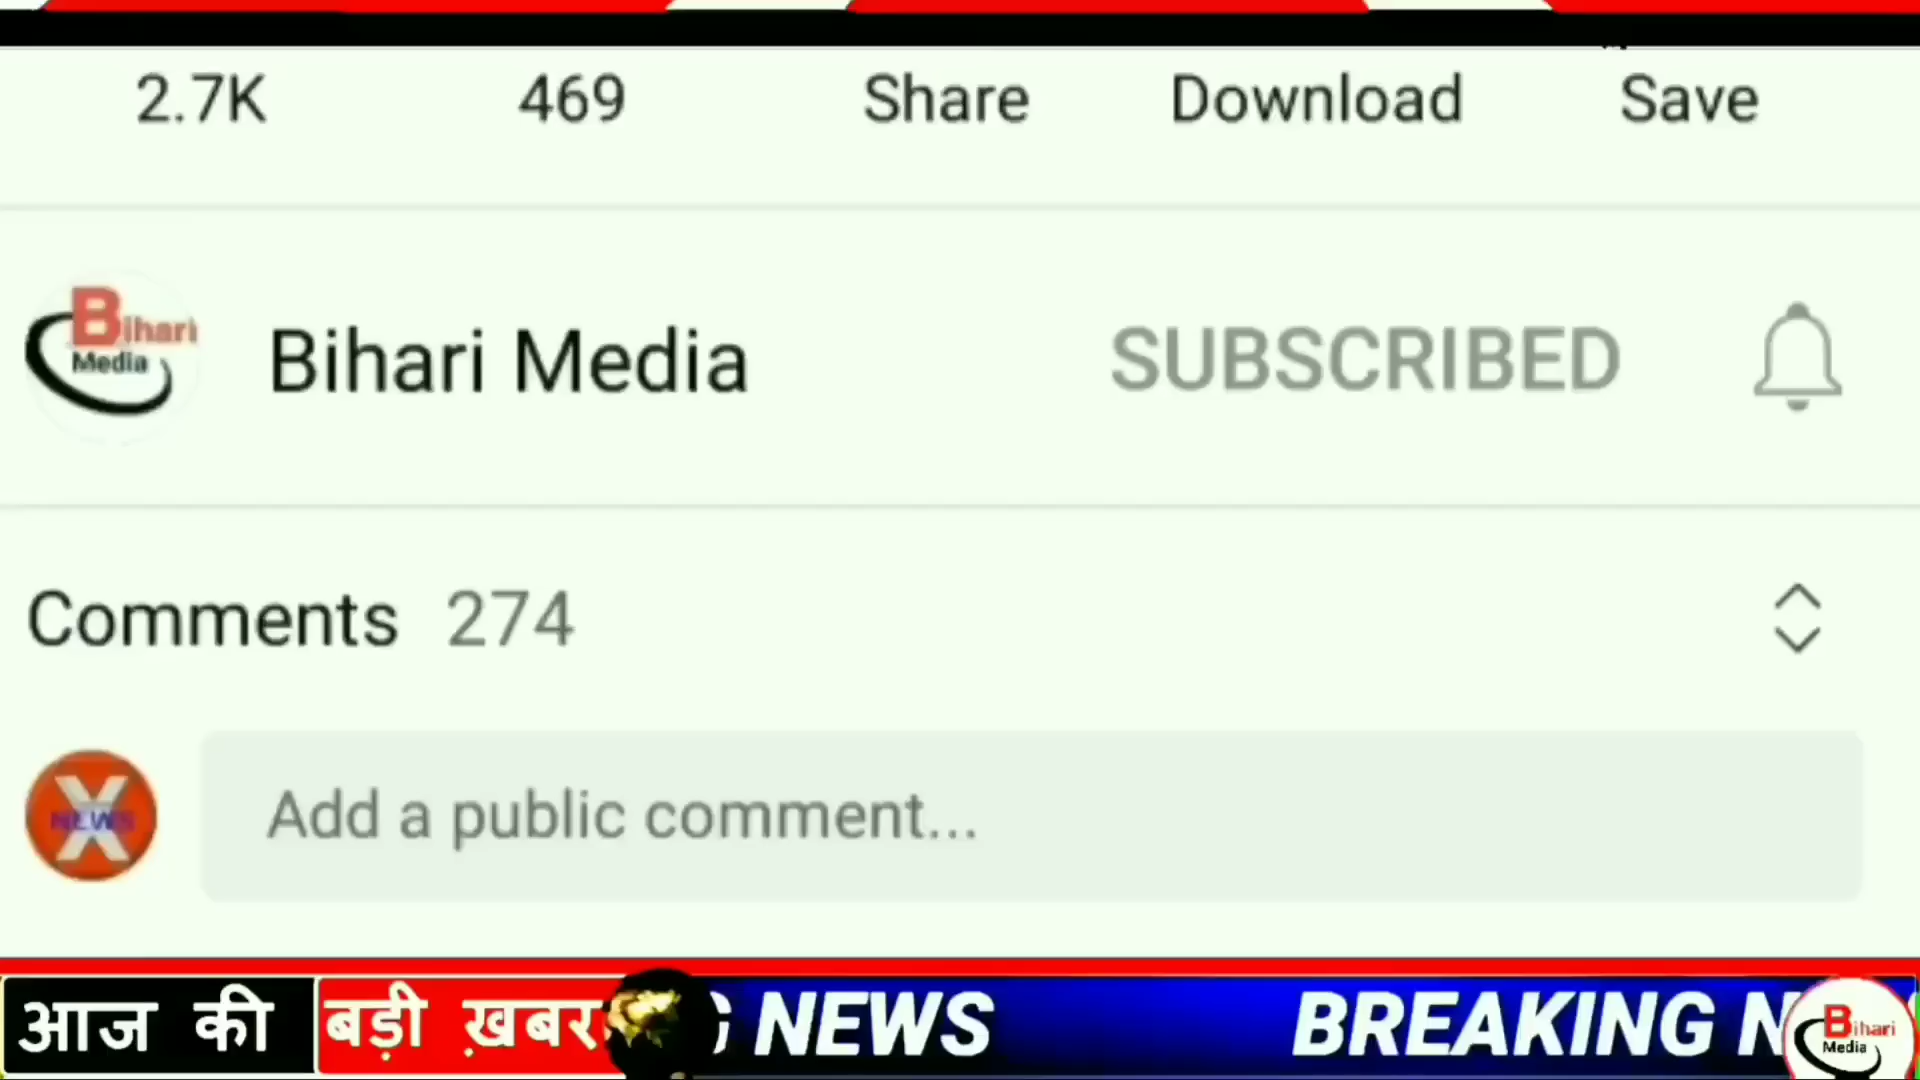 2.7K 469 Share Download Save
Bihari Media
Bihari Media SUBSCRIBED
Comments 274
NEWS
X
Add a public comment...
आज की बड़ी ख़बर NEWS BREAKING N
Bihari Media